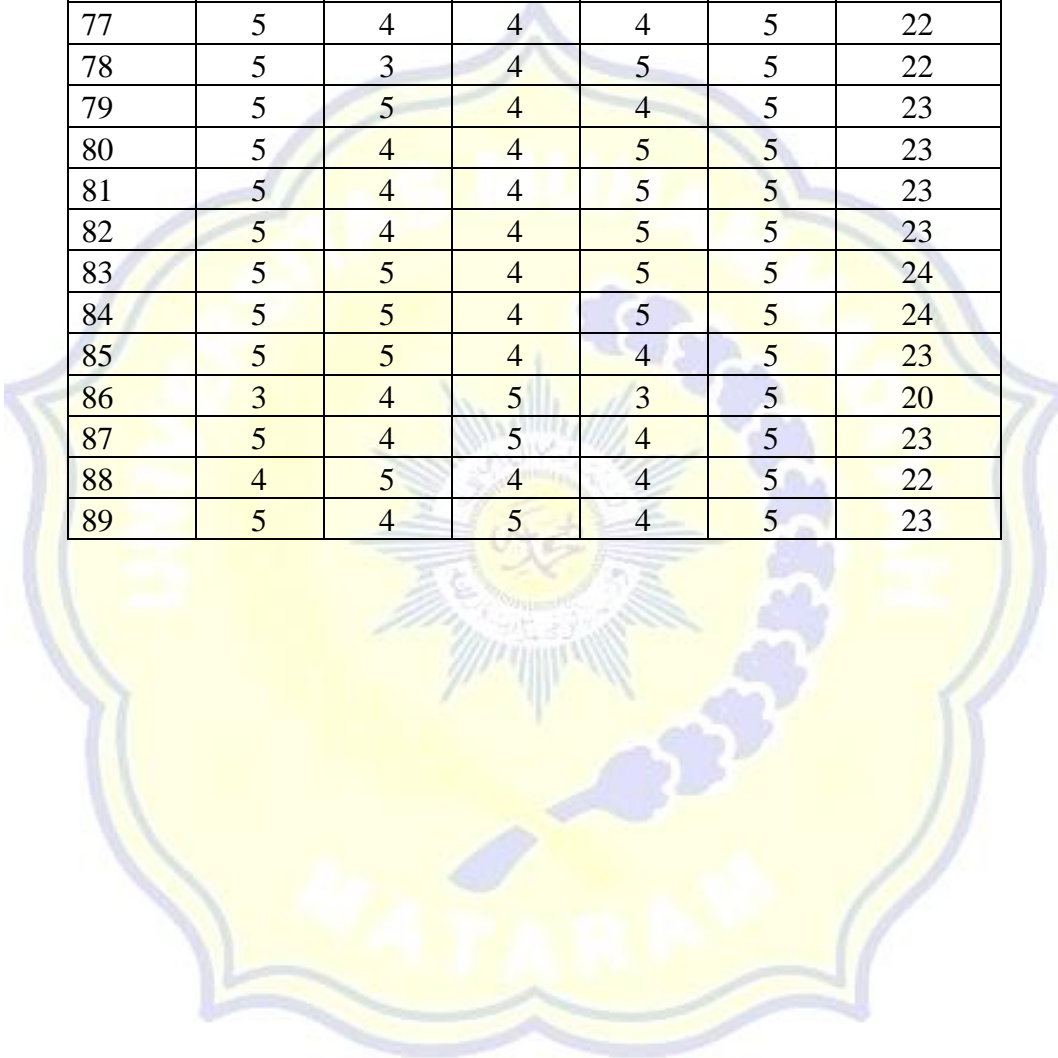 77 5 4 4 4 5 22
78 5 3 4 5 5 22
79 5 5 4 4 5 23
80 5 4 4 5 5 23
81 5 4 4 5 5 23
82 5 4 4 5 5 23
83 5 5 4 5 5 24
84 5 5 4 5 5 24
85 5 5 4 4 5 23
86 3 4 5 3 5 20
87 5 4 5 4 5 23
88 4 5 4 4 5 22
89 5 4 5 4 5 23
MATARAM